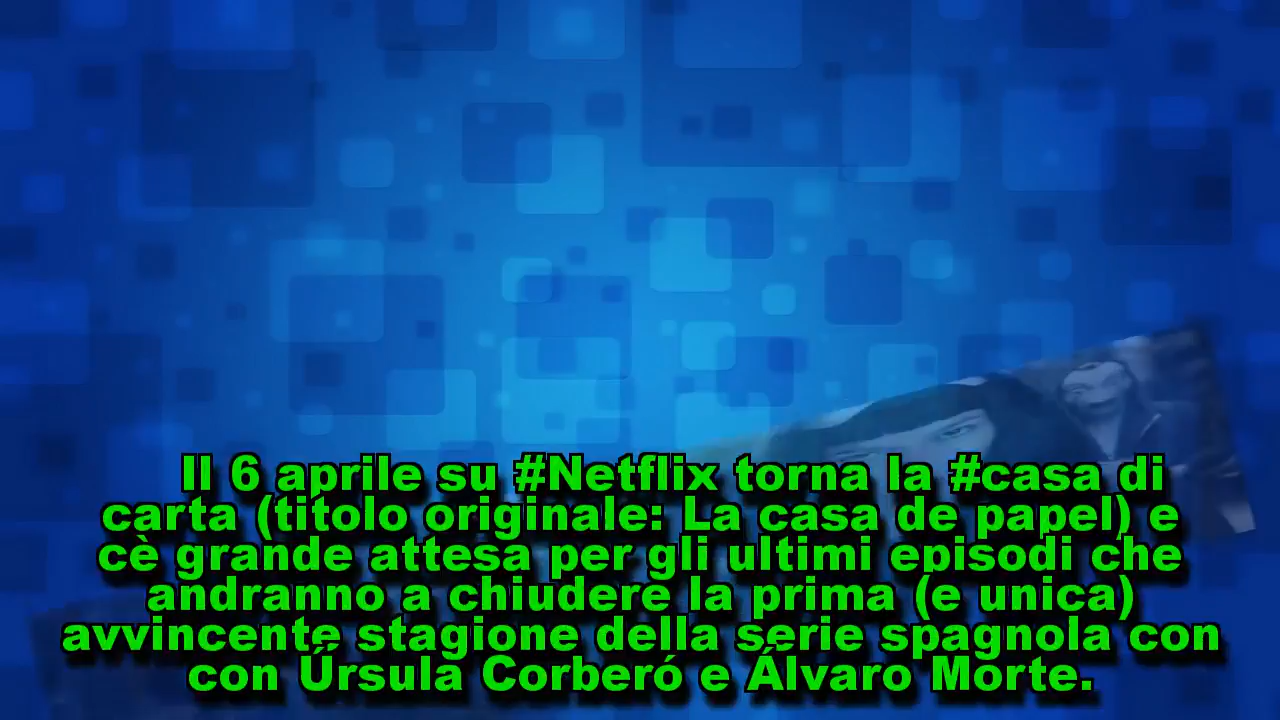 Il 6 aprile su #Netflix torna la #casa di
carta (titolo originale: La casa de papel) e
cè grande attesa per gli ultimi episodi che
andranno a chiudere la prima (e unica)
avvincente stagione della serie spagnola con
con Úrsula Corberó e Álvaro Morte.